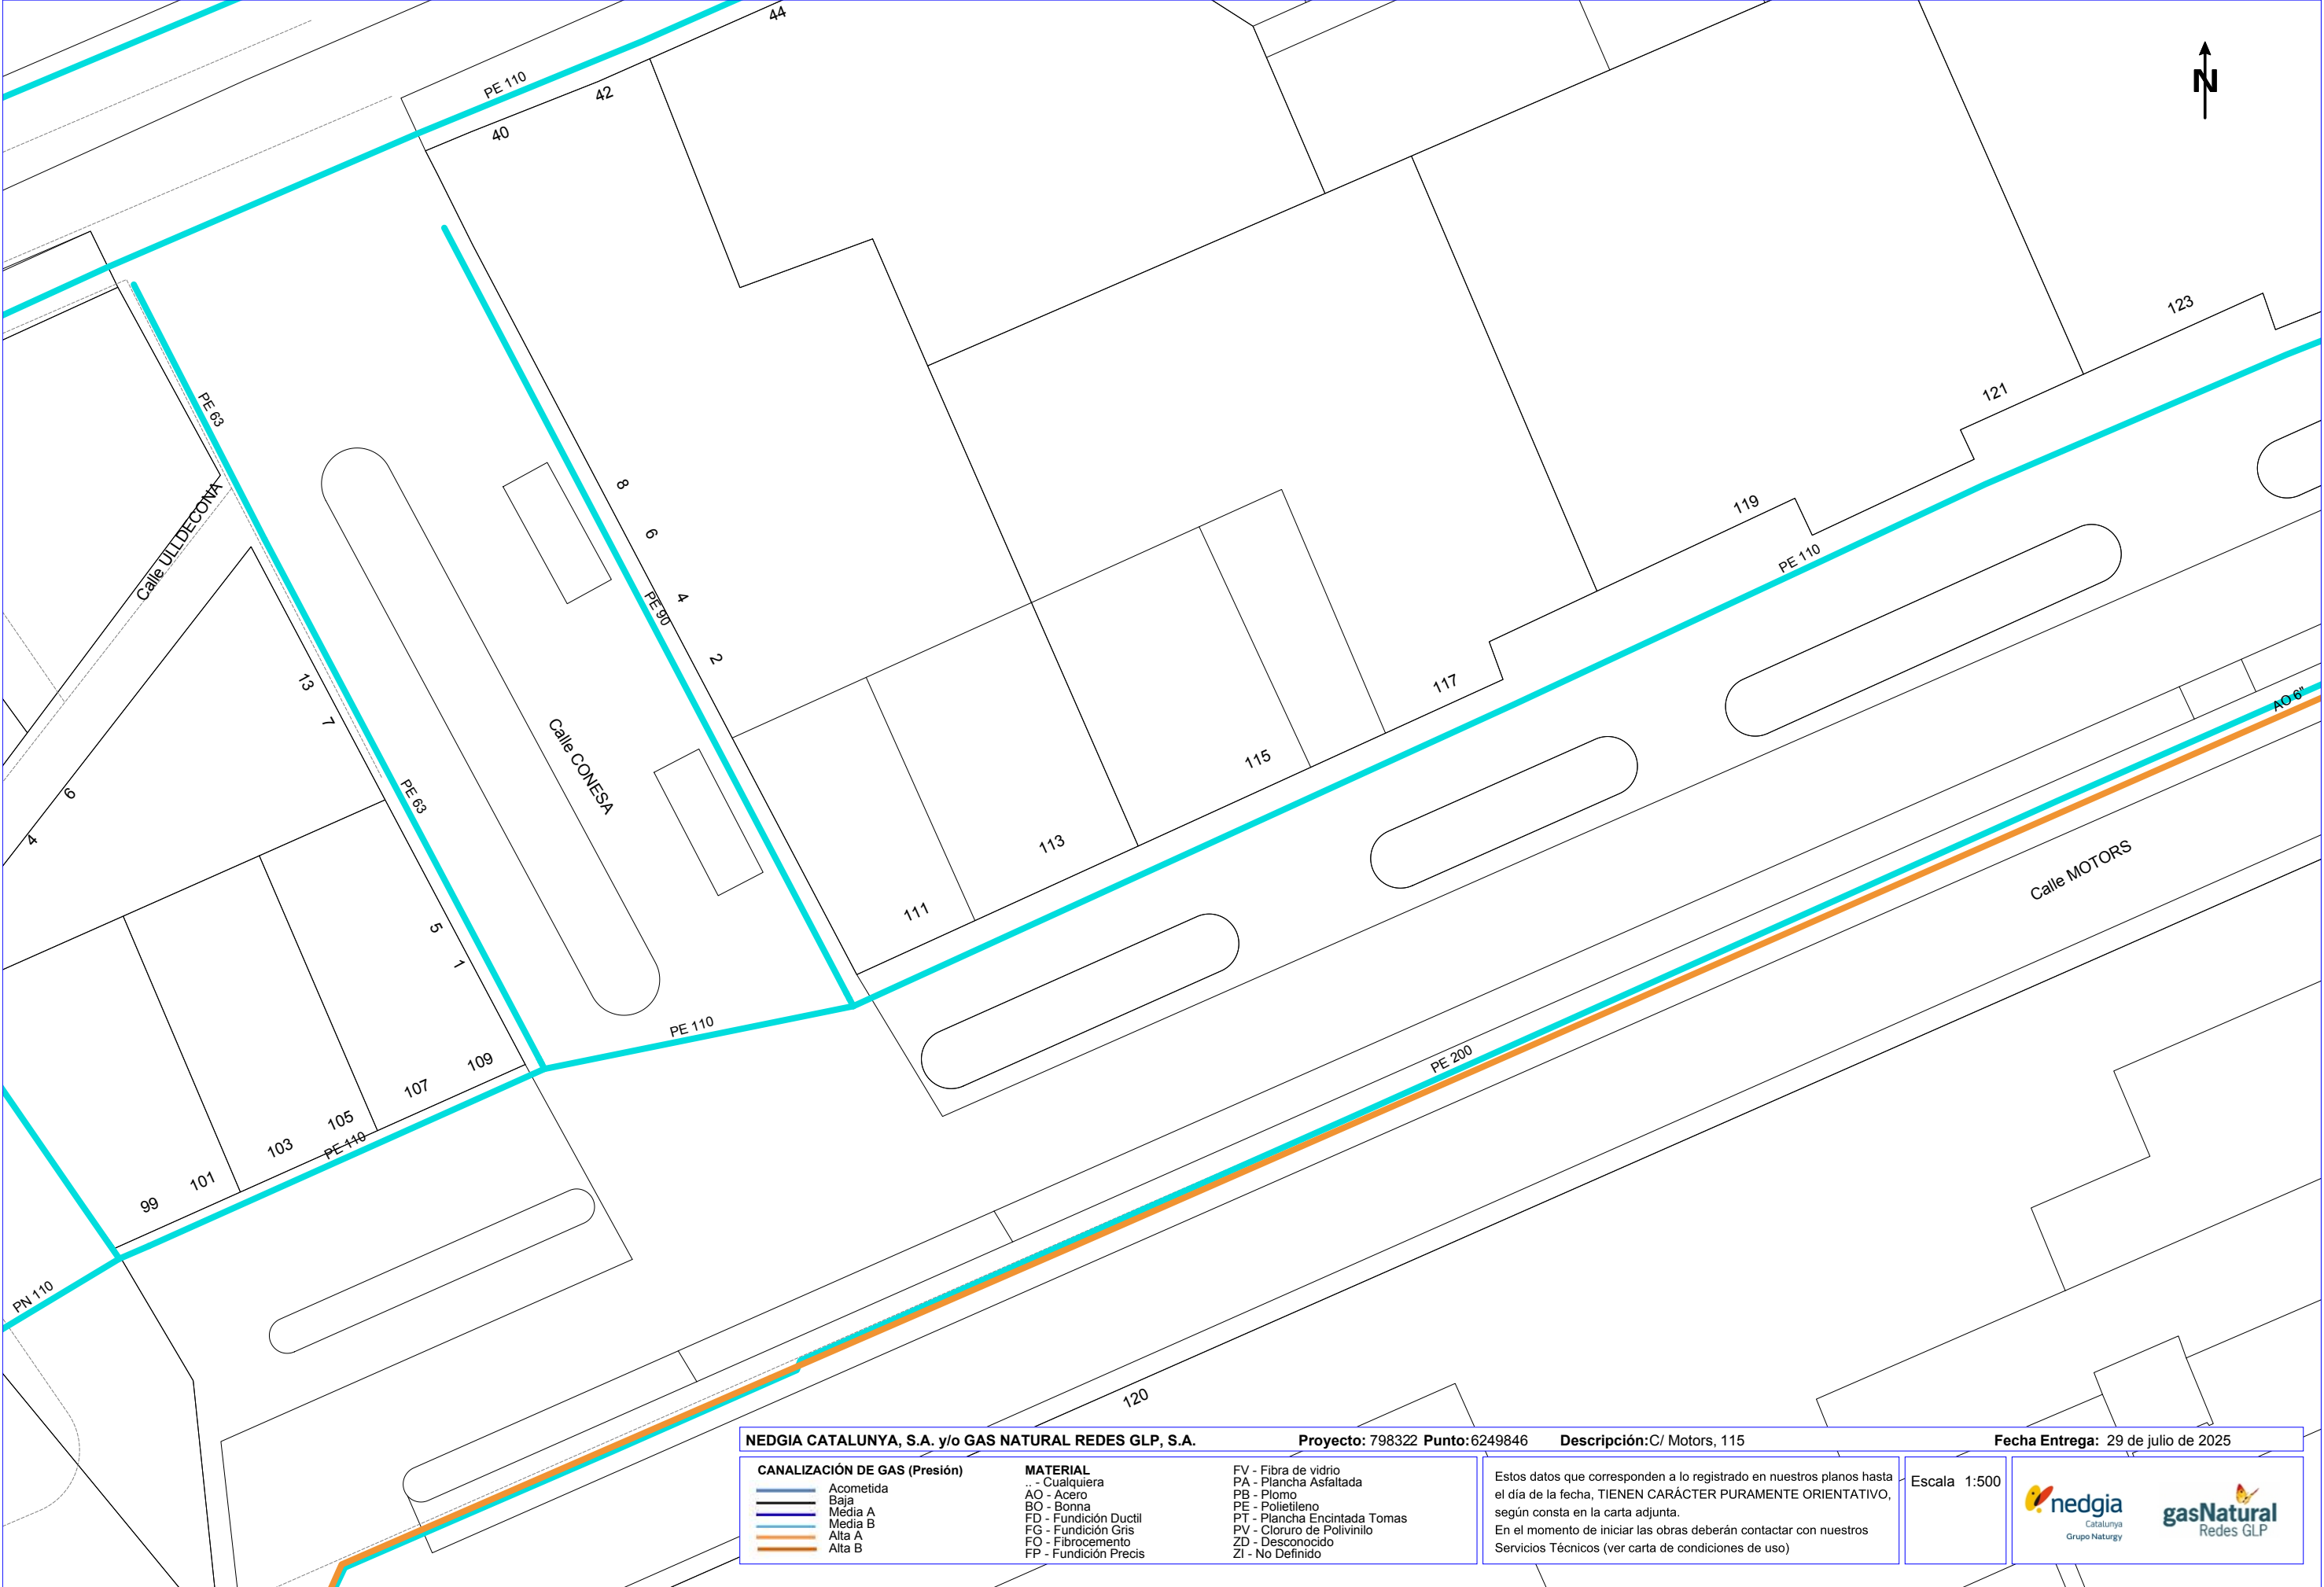 44
PE 110
42
40
N
123
121
PE 63
119
8
Calle ULLDECONA
6
PE 110
4
PE 90
2
13
117
7
AO 6"
Calle CONESA
115
PE 63
6
4
113
Calle MOTORS
111
5
1
PE 110
PE 200
109
107
105
PE 110
103
101
99
PN 110
120
NEDGIA CATALUNYA, S.A. y/o GAS NATURAL REDES GLP, S.A. Proyecto: 798322 Punto:6249846 Descripción:C/ Motors, 115 Fecha Entrega: 29 de julio de 2025
CANALIZACIÓN DE GAS (Presión)
Acometida
Baja
Media A
Media B
Alta A
Alta B
MATERIAL
.. - Cualquiera
AO - Acero
BO - Bonna
FD - Fundición Ductil
FG - Fundición Gris
FO - Fibrocemento
FP - Fundición Precis
FV - Fibra de vidrio
PA - Plancha Asfaltada
PB - Plomo
PE - Polietileno
PT - Plancha Encintada Tomas
PV - Cloruro de Polivinilo
ZD - Desconocido
ZI - No Definido
Estos datos que corresponden a lo registrado en nuestros planos hasta
el día de la fecha, TIENEN CARÁCTER PURAMENTE ORIENTATIVO,
según consta en la carta adjunta.
En el momento de iniciar las obras deberán contactar con nuestros
Servicios Técnicos (ver carta de condiciones de uso)
Escala 1:500
nedgia
Catalunya
Grupo Naturgy
gasNatural
Redes GLP